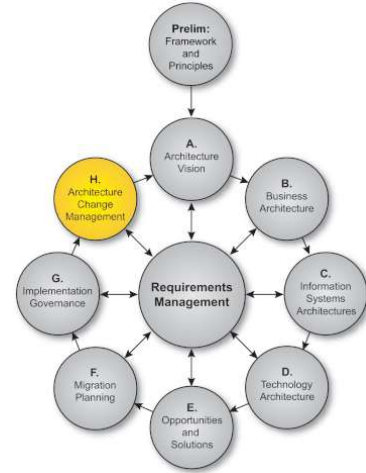 Prelim:
Framework
and
Principles
A.
Architecture
Vision
B.
Business
Architecture
C.
Information
Systems
Architectures
D.
Technology
Architecture
E.
Opportunities
and
Solutions
F.
Migration
Planning
G.
Implementation
Governance
H.
Architecture
Change
Management
Requirements
Management